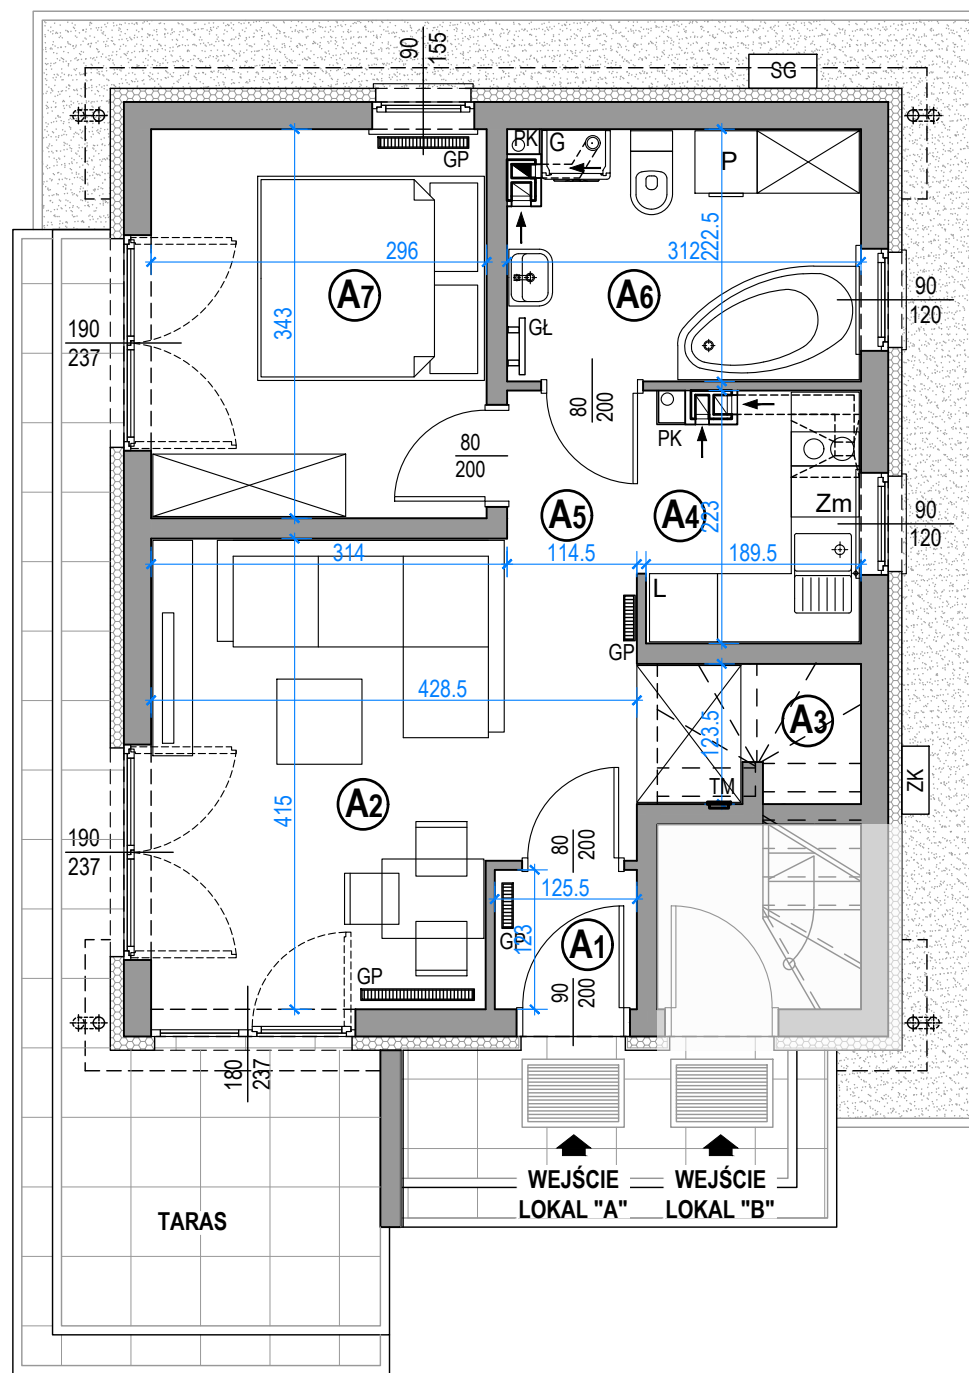 90
155
SG
PK
G
P
GP
296
312
222.5
A7
A6
90
120
190
237
343
GŁ
80
200
PK
80
200
A5
A4
223
Zm
90
120
314
114.5
189.5
L
GP
428.5
123.5
A3
TM
ZK
A2
415
190
237
80
200
125.5
GP
123
A1
GP
90
200
180
237
WEJŚCIE
LOKAL "A"
WEJŚCIE
LOKAL "B"
TARAS